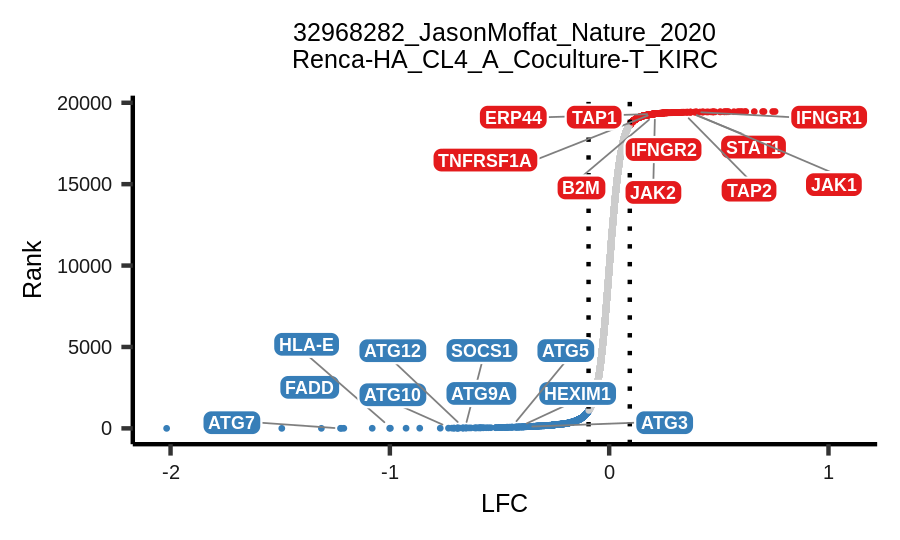 32968282_JasonMoffat_Nature_2020
Renca-HA_CL4_A_Coculture-T_KIRC
20000
ERP44 TAP1 IFNGR1
TNFRSF1A IFNGR2 STAT1
15000
B2M JAK2 TAP2 JAK1
Rank
10000
5000
HLA-E ATG12 SOCS1 ATG5
FADD ATG10 ATG9A HEXIM1
0
ATG7 ATG3
-2 -1 0 1
LFC